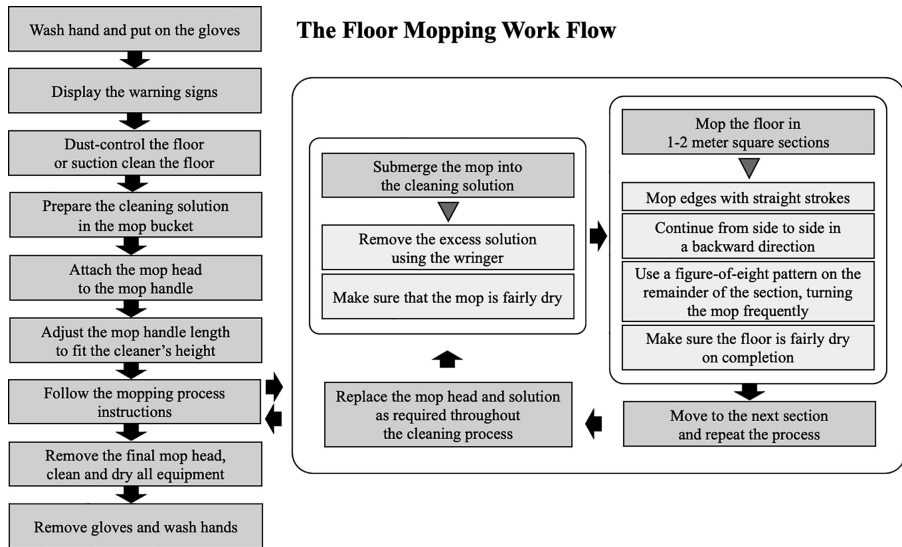 The Floor Mopping Work Flow
Wash hand and put on the gloves
Display the warning signs
Dust-control the floor
or suction clean the floor
Prepare the cleaning solution
in the mop bucket
Attach the mop head
to the mop handle
Adjust the mop handle length
to fit the cleaner's height
Follow the mopping process
instructions
Remove the final mop head,
clean and dry all equipment
Remove gloves and wash hands
Submerge the mop into
the cleaning solution
Remove the excess solution
using the wringer
Make sure that the mop is fairly dry
Mop the floor in
1-2 meter square sections
Mop edges with straight strokes
Continue from side to side in
a backward direction
Use a figure-of-eight pattern on the
remainder of the section, turning
the mop frequently
Make sure the floor is fairly dry
on completion
Move to the next section
and repeat the process
Replace the mop head and solution
as required throughout
the cleaning process